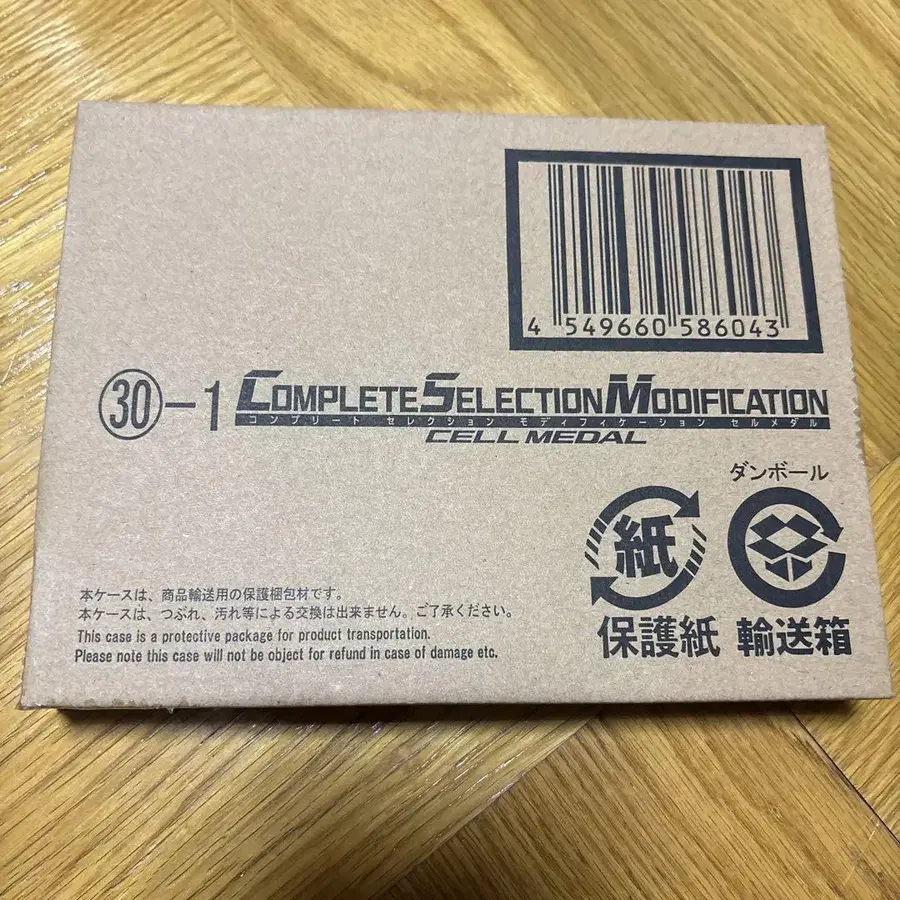 4 549660 586043
㉚-1 COMPLETE SELECTION MODIFICATION
コンプリート セレクション モディフィケーション セルメダル
CELL MEDAL
ダンボール
紙
保護紙 輸送箱
本ケースは、商品輸送用の保護梱包材です。
本ケースは、つぶれ、汚れ等による交換は出来ません。ご了承ください。
This case is a protective package for product transportation.
Please note this case will not be object for refund in case of damage etc.